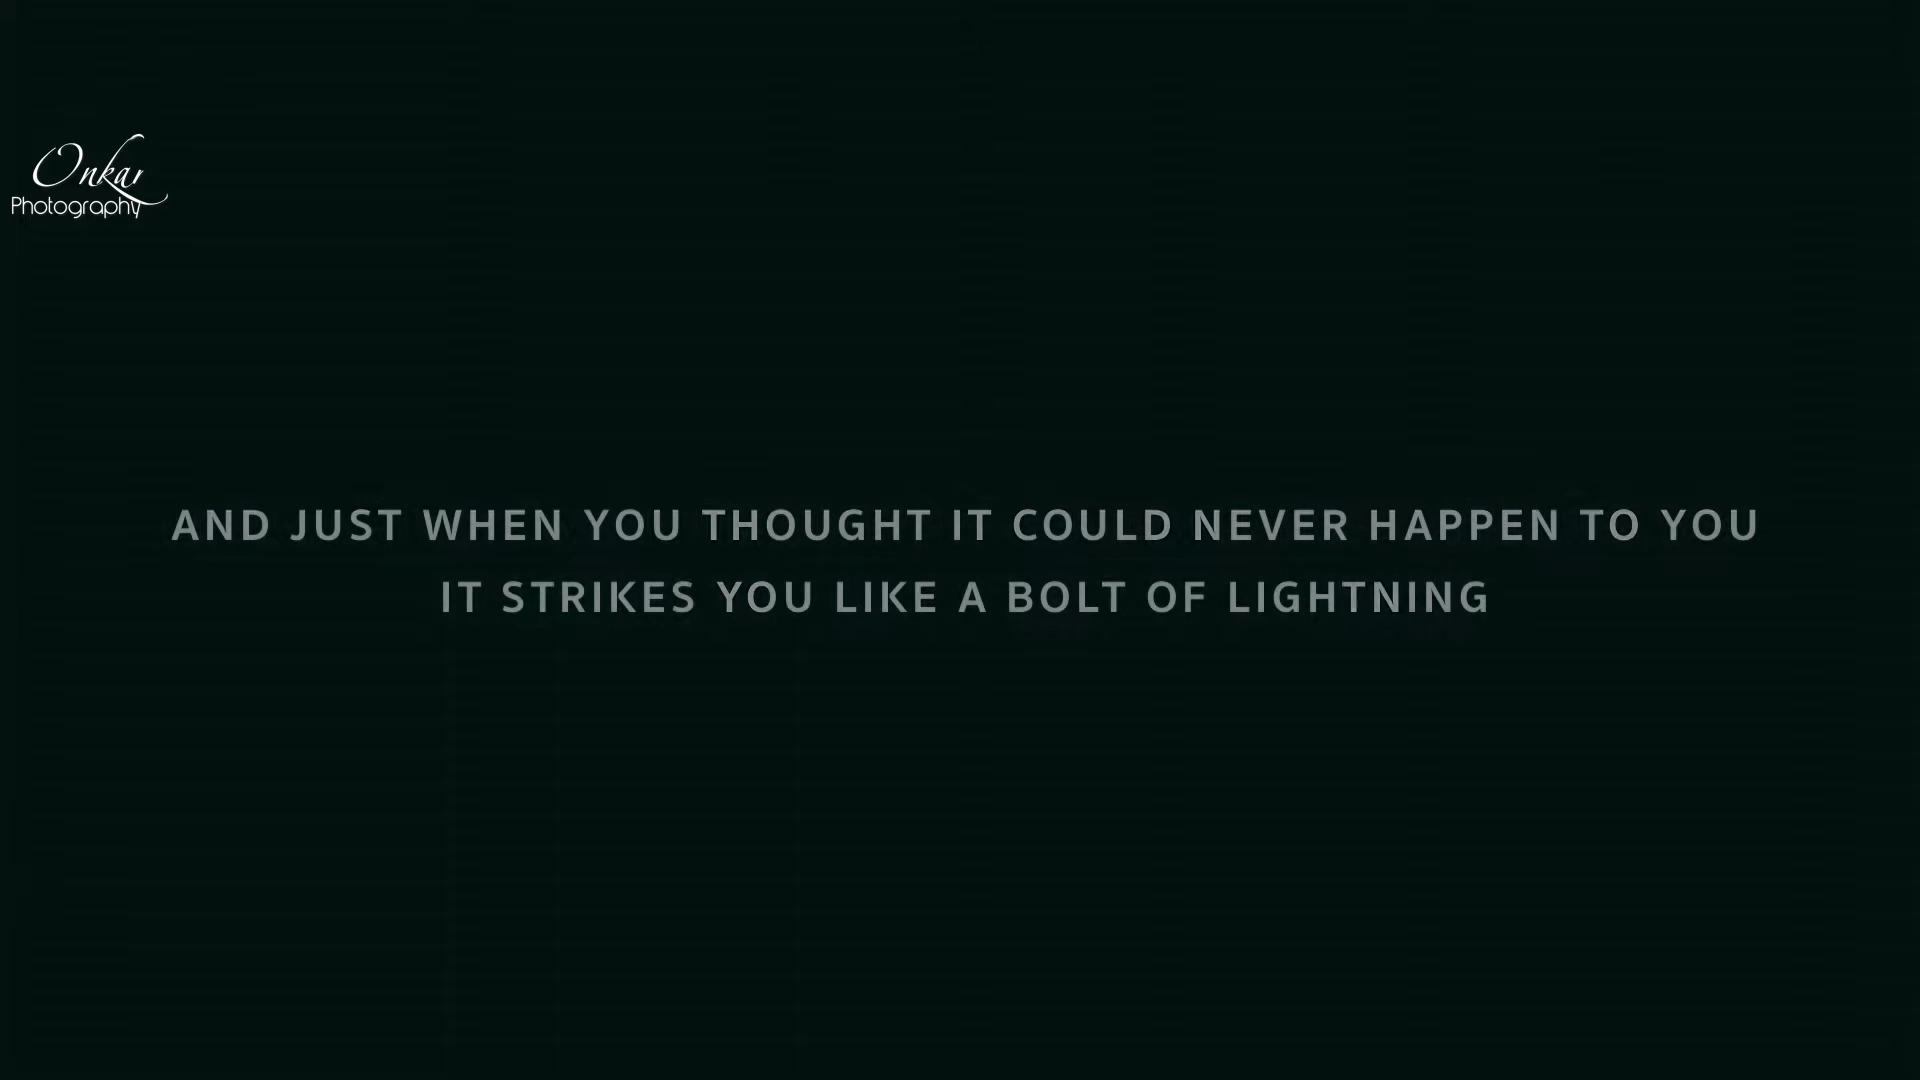 Onkar
Photography
AND JUST WHEN YOU THOUGHT IT COULD NEVER HAPPEN TO YOU
IT STRIKES YOU LIKE A BOLT OF LIGHTNING